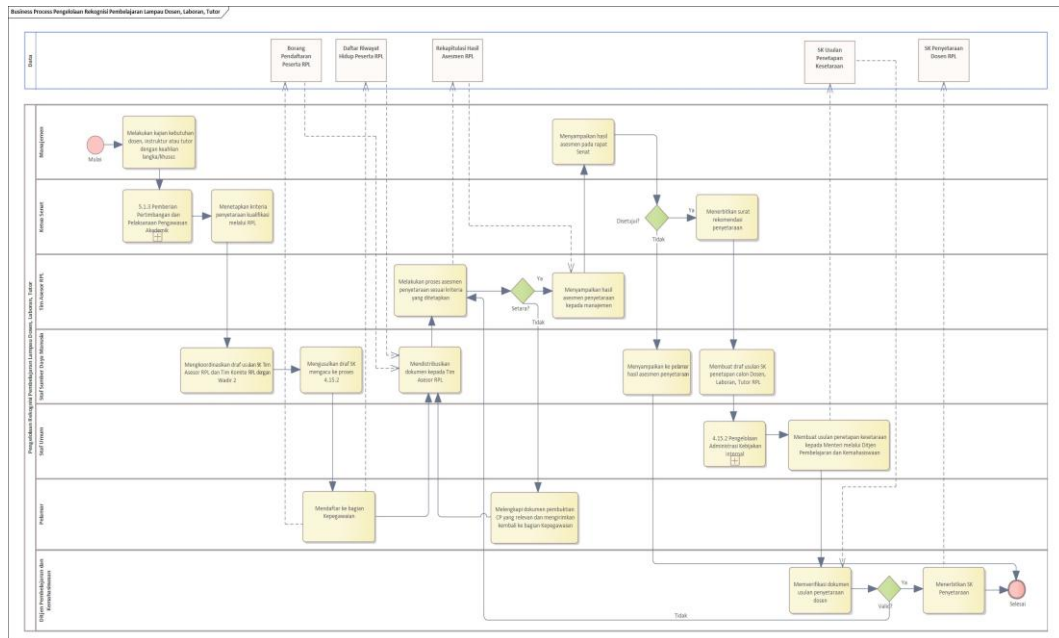 Business Process Pengelolaan Rekognisi Pembelajaran Lampau Dosen, Laboran, Tutor
Data
Borang
Pendaftaran
Peserta RPL
Daftar Riwayat
Hidup Peserta RPL
Rekapitulasi Hasil
Asesmen RPL
SK Usulan
Penetapan
Kesetaraan
SK Penyetaraan
Dosen RPL
Pengelolaan Rekognisi Pembelajaran Lampau Dosen, Laboran, Tutor
Manajemen
Mulai
Melakukan kajian kebutuhan
dosen, instruktur atau tutor
dengan keahlian
langka/khusus
Menyampaikan hasil
asesmen pada rapat
Senat
Ketua Senat
5.1.3 Pemberian
Pertimbangan dan
Pelaksanaan Pengawasan
Akademik
Menetapkan kriteria
penyetaraan kualifikasi
melalui RPL
Disetujui?
Ya
Tidak
Menerbitkan surat
rekomendasi
penyetaraan
Tim Asesor RPL
Melakukan proses asesmen
penyetaraan sesuai kriteria
yang ditetapkan
Setara?
Ya
Tidak
Menyampaikan hasil
asesmen penyetaraan
kepada manajemen
Staf Sumber Daya Manusia
Mengkoordinasikan draf usulan SK Tim
Asesor RPL dan Tim Komite RPL dengan
Wadir 2
Mengusulkan draf SK
mengacu ke proses
4.15.2
Mendistribusikan
dokumen kepada Tim
Asesor RPL
Menyampaikan ke pelamar
hasil asesmen penyetaraan
Membuat draf usulan SK
penetapan calon Dosen,
Laboran, Tutor RPL
Staf Umum
4.15.2 Pengelolaan
Administrasi Kebijakan
Internal
Membuat usulan penetapan kesetaraan
kepada Menteri melalui Ditjen
Pembelajaran dan Kemahasiswaan
Pelamar
Mendaftar ke bagian
Kepegawaian
Melengkapi dokumen pembuktian
CP yang relevan dan mengirimkan
kembali ke bagian Kepegawaian
Ditjen Pembelajaran dan
Kemahasiswaan
Memverifikasi dokumen
usulan penyetaraan
dosen
Valid?
Ya
Tidak
Menerbitkan SK
Penyetaraan
Selesai